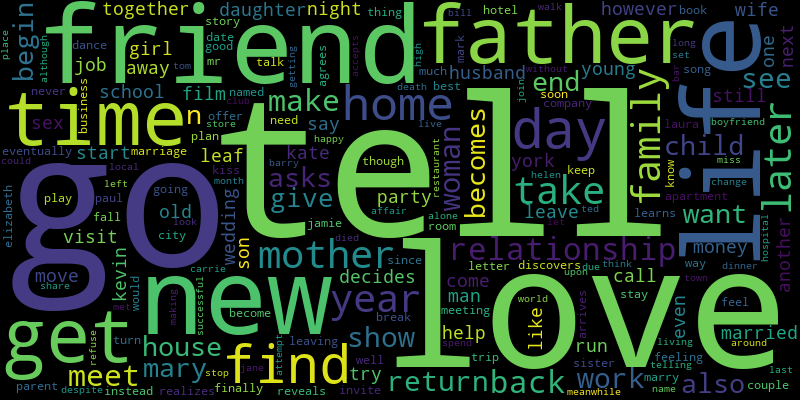 place
although
begin
together
story
dance
daughter
night
date
good
mr
thing
talk
getting
bill
hotel
walk
however
mark
high
book
wife
long
set
one
next
friend
father
job
girl
away
school
film
named
much
husband
agrees
accepts
death
best
without
join
end
young
soon
bar
song
see
still
life
later
never
business
time
n
sex
plan
offer
store
club
make
need
home
say
happy
live
day
company
family
laura
boyfriend
eventually
marriage
start
leaf
kate
though
woman
becomes
york
know
child
miss
could
local
kiss
month
barry
asks
restaurant
helen
keep
change
going
go
tell
play
left
paul
old
look
wedding
give
party
affair
take
apartment
elizabeth
fall
city
jamie
alone
room
leave
ted
let
learns
want
visit
son
died
mother
since
relationship
money
hospital
another
move
share
kevin
carrie
decides
letter
discovers
upon
due
think
way
town
dinner
met
would
making
successful
new
become
year
break
come
man
meeting
arrives
call
stay
even
feel
love
world
like
get
refuse
turn
house
leaving
show
help
run
living
feeling
married
around
meet
mary
stop
find
attempt
try
well
spend
trip
sister
telling
last
parent
despite
instead
realizes
finally
jane
reveals
invite
return
back
meanwhile
work
marry
name
also
couple
tom